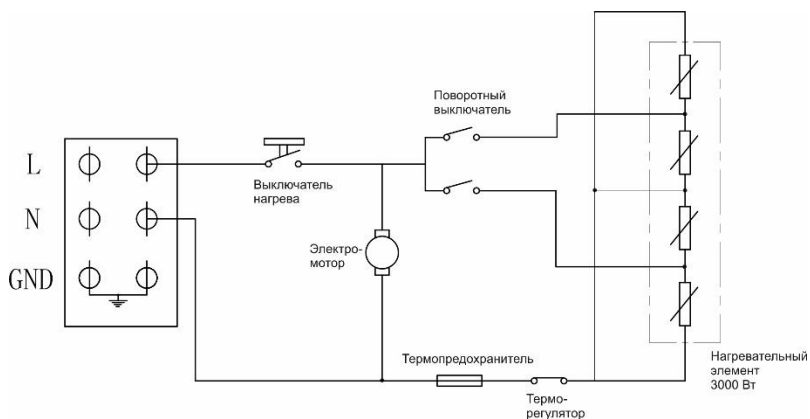 L
N
GND
Выключатель
нагрева
Поворотный
выключатель
Электро-
мотор
Термопредохранитель
Термо-
регулятор
Нагревательный
элемент
3000 Вт